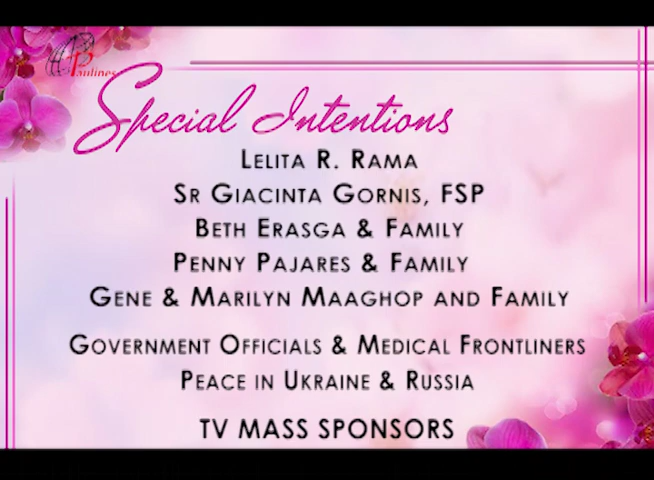 Paulines
Special Intentions
Lelita R. Rama
Sr Giacinta Gornis, FSP
Beth Erasga & Family
Penny Pajares & Family
Gene & Marilyn Maaghop and Family
Government Officials & Medical Frontliners
Peace in Ukraine & Russia
TV MASS SPONSORS